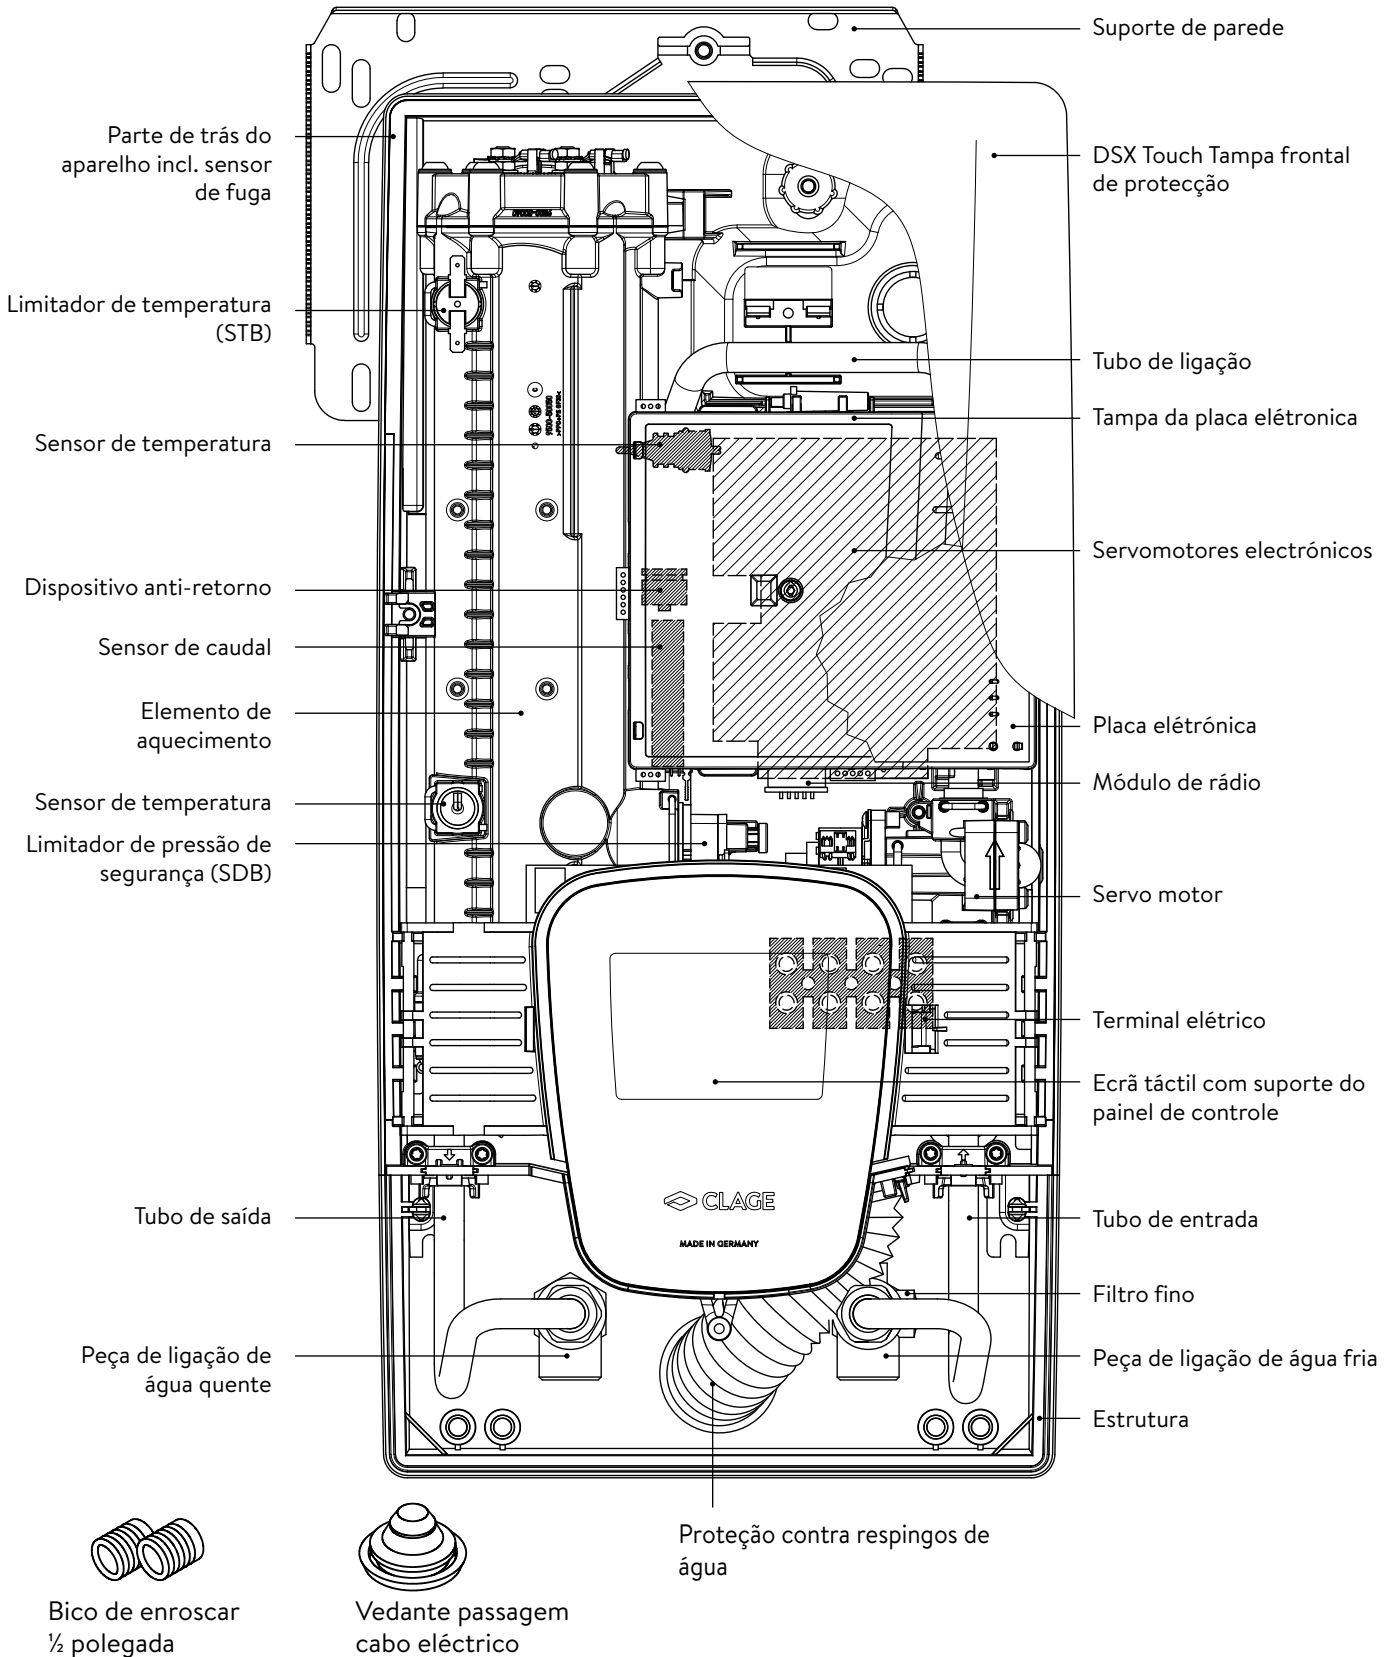 Suporte de parede
Parte de trás do
aparelho incl. sensor
de fuga
DSX Touch Tampa frontal
de protecção
Limitador de temperatura
(STB)
Tubo de ligação
Tampa da placa elétronica
Sensor de temperatura
Servomotores electrónicos
Dispositivo anti-retorno
Sensor de caudal
Elemento de
aquecimento
Placa elétrónica
Módulo de rádio
Sensor de temperatura
Limitador de pressão de
segurança (SDB)
Servo motor
Terminal elétrico
Ecrã táctil com suporte do
painel de controle
CLAGE
MADE IN GERMANY
Tubo de saída
Tubo de entrada
Filtro fino
Peça de ligação de
água quente
Peça de ligação de água fria
Estrutura
Proteção contra respingos de
água
Bico de enroscar
½ polegada
Vedante passagem
cabo eléctrico